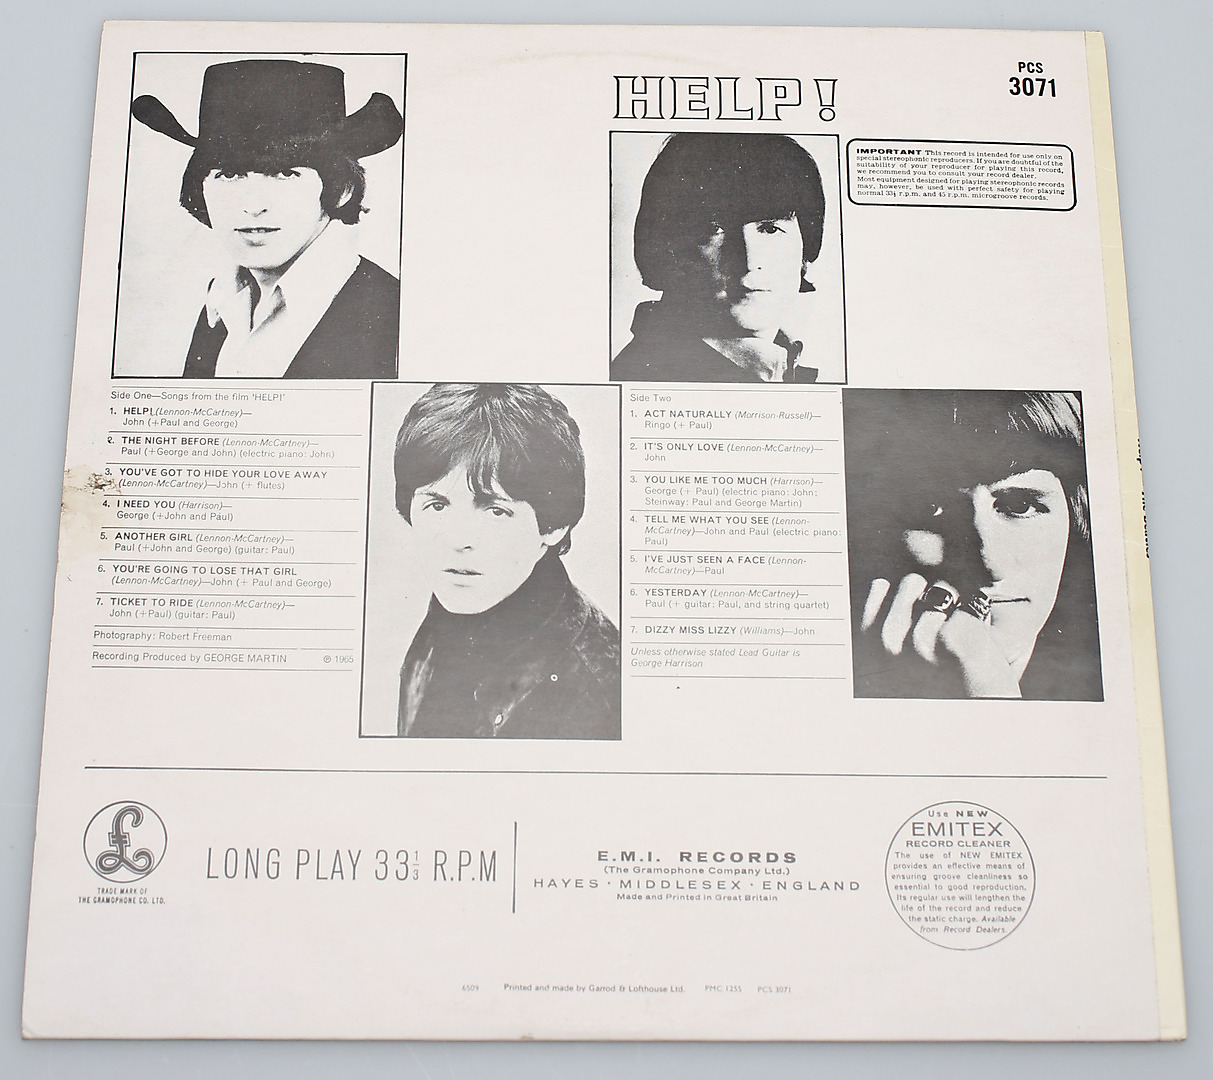 HELP!
PCS
3071
IMPORTANT This record is intended for use only on
special stereophonic reproducers. If you are doubtful of the
suitability of your reproducer for playing this record,
we recommend you to consult your record dealer.
Most equipment designed for playing stereophonic records
may, however, be used with perfect safety for playing
normal 33⅓ r.p.m. and 45 r.p.m. microgroove records.
Side One—Songs from the film 'HELP!'
1. HELP! (Lennon-McCartney)—
John (+Paul and George)
2. THE NIGHT BEFORE (Lennon-McCartney)—
Paul (+George and John) (electric piano: John)
3. YOU'VE GOT TO HIDE YOUR LOVE AWAY
(Lennon-McCartney)—John (+ flutes)
4. I NEED YOU (Harrison)—
George (+John and Paul)
5. ANOTHER GIRL (Lennon-McCartney)—
Paul (+John and George) (guitar: Paul)
6. YOU'RE GOING TO LOSE THAT GIRL
(Lennon-McCartney)—John (+ Paul and George)
7. TICKET TO RIDE (Lennon-McCartney)—
John (+Paul) (guitar: Paul)
Photography: Robert Freeman
Recording Produced by GEORGE MARTIN ℗ 1965
Side Two
1. ACT NATURALLY (Morrison-Russell)—
Ringo (+ Paul)
2. IT'S ONLY LOVE (Lennon-McCartney)—
John
3. YOU LIKE ME TOO MUCH (Harrison)—
George (+ Paul) (electric piano: John;
Steinway: Paul and George Martin)
4. TELL ME WHAT YOU SEE (Lennon-
McCartney)—John and Paul (electric piano:
Paul)
5. I'VE JUST SEEN A FACE (Lennon-
McCartney)—Paul
6. YESTERDAY (Lennon-McCartney)—
Paul (+ guitar: Paul, and string quartet)
7. DIZZY MISS LIZZY (Williams)—John
Unless otherwise stated Lead Guitar is
George Harrison
£
TRADE MARK OF
THE GRAMOPHONE CO. LTD.
LONG PLAY 33⅓ R.P.M
E.M.I. RECORDS
(The Gramophone Company Ltd.)
HAYES · MIDDLESEX · ENGLAND
Made and Printed in Great Britain
Use NEW
EMITEX
RECORD CLEANER
The use of NEW EMITEX
provides an effective means of
ensuring groove cleanliness so
essential to good reproduction.
Its regular use will lengthen the
life of the record and reduce
the static charge. Available
from Record Dealers.
6509 Printed and made by Garrod & Lofthouse Ltd. PMC 1255 PCS 3071